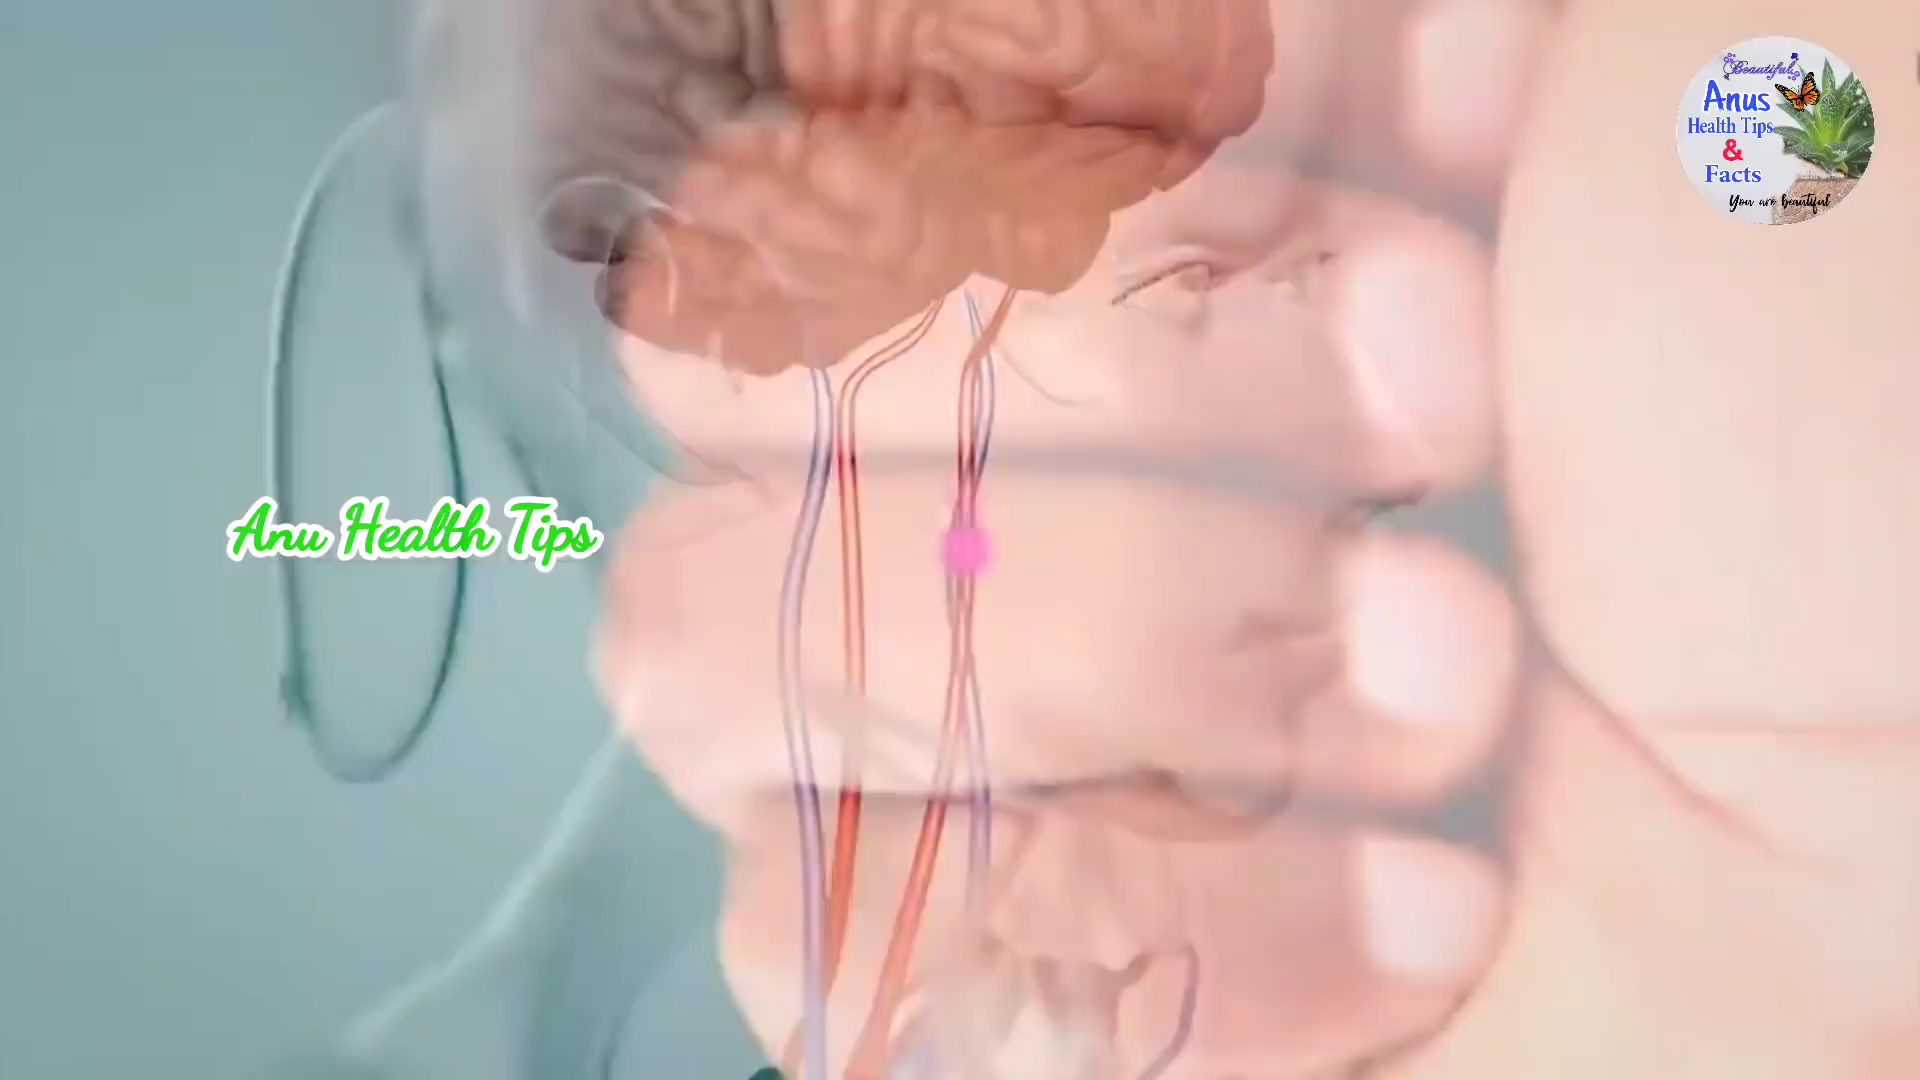 Beautiful
Anus
Health Tips
&
Facts
You are beautiful
Anu Health Tips